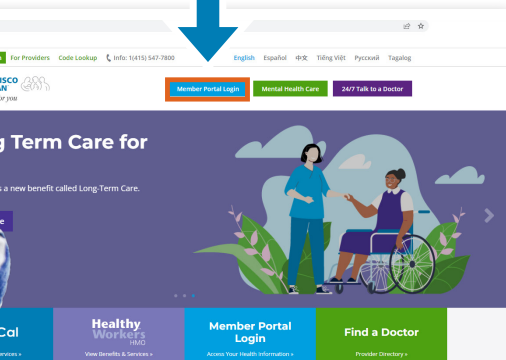 For Providers Code Lookup Info: 1(415) 547-7800 English Español 中文 Tiếng Việt Русский Tagalog
Member Portal Login Mental Health Care 24/7 Talk to a Doctor
Term Care for
a new benefit called Long-Term Care.
Healthy
Workers
HMO
View Benefits & Services »
Member Portal
Login
Access Your Health Information »
Find a Doctor
Provider Directory »